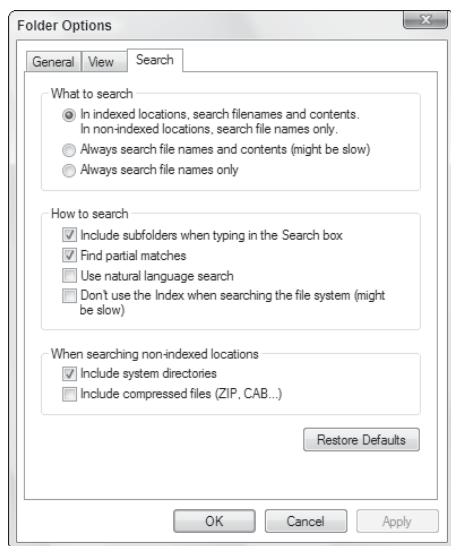 Folder Options
General View Search
What to search
In indexed locations, search filenames and contents.
In non-indexed locations, search file names only.
Always search file names and contents (might be slow)
Always search file names only
How to search
Include subfolders when typing in the Search box
Find partial matches
Use natural language search
Don't use the Index when searching the file system (might
be slow)
When searching non-indexed locations
Include system directories
Include compressed files (ZIP, CAB...)
Restore Defaults
OK Cancel Apply